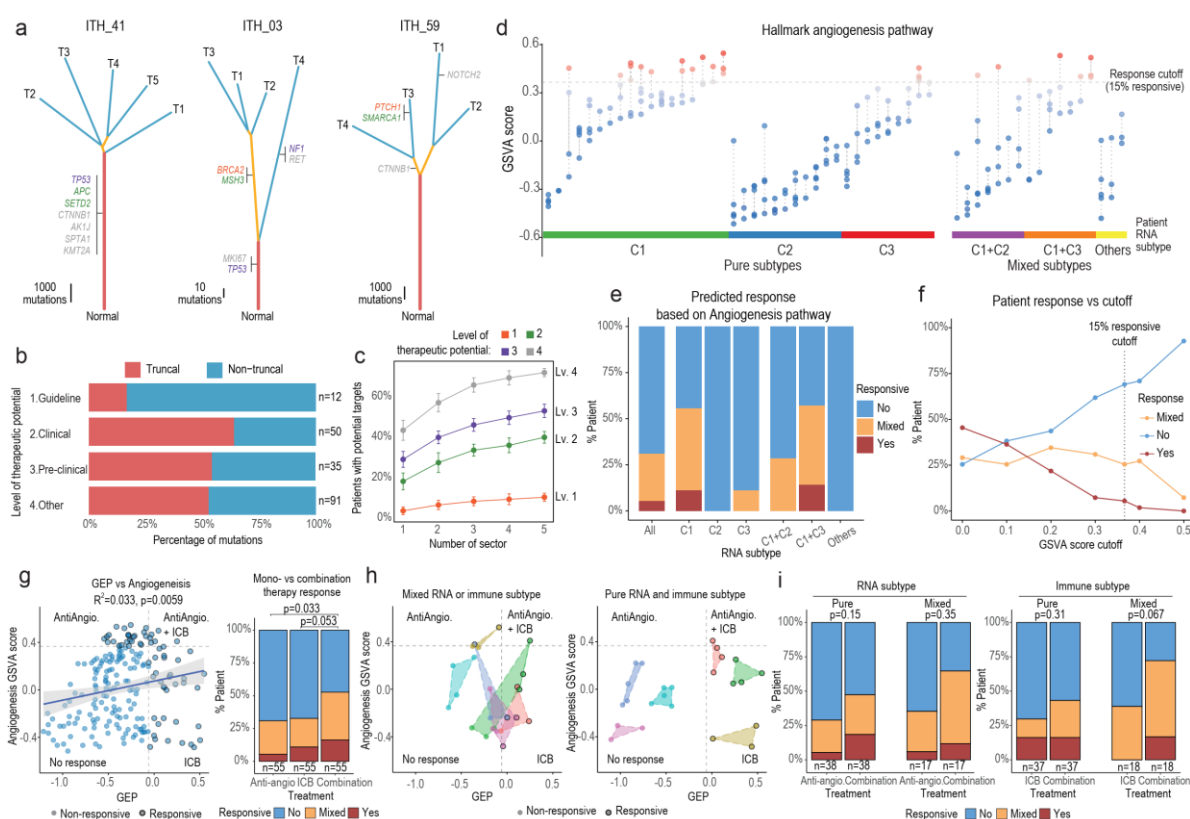 a
ITH_41
ITH_03
ITH_59
T3
T4
T5
T2
T1
TP53
APC
SETD2
CTNNB1
AK1J
SPTA1
KMT2A
1000
mutations
Normal
T3
T4
T1
T2
NF1
RET
BRCA2
MSH3
MKI67
TP53
10
mutations
Normal
T1
NOTCH2
T3
T2
PTCH1
SMARCA1
T4
CTNNB1
1000
mutations
Normal
b
Truncal
Non-truncal
Level of therapeutic potential
1.Guideline
n=12
2.Clinical
n=50
3.Pre-clinical
n=35
4.Other
n=91
0%
25%
50%
75%
100%
Percentage of mutations
c
Level of
therapeutic potential:
1
2
3
4
Patients with potential targets
60%
40%
20%
0%
Lv. 4
Lv. 3
Lv. 2
Lv. 1
1 2 3 4 5
Number of sector
d
Hallmark angiogenesis pathway
GSVA score
0.3
0.0
-0.3
-0.6
Response cutoff
(15% responsive)
C1
C2
C3
C1+C2
C1+C3
Others
Patient
RNA
subtype
Pure subtypes
Mixed subtypes
e
Predicted response
based on Angiogenesis pathway
% Patient
100%
75%
50%
25%
0%
All
C1
C2
C3
C1+C2
C1+C3
Others
RNA subtype
Responsive
No
Mixed
Yes
f
Patient response vs cutoff
15% responsive
cutoff
% Patient
100%
75%
50%
25%
0%
Response
Mixed
No
Yes
0.0 0.1 0.2 0.3 0.4 0.5
GSVA score cutoff
g
GEP vs Angiogeneisis
R2=0.033, p=0.0059
AntiAngio.
AntiAngio.
+ ICB
Angiogenesis GSVA score
0.4
0.0
-0.4
No response
ICB
-1.0 -0.5 0.0 0.5
GEP
Non-responsive
Responsive
Mono- vs combination
therapy response
p=0.033
p=0.053
% Patient
100%
75%
50%
25%
0%
n=55 n=55 n=55
Anti-angio ICB Combination
Treatment
Responsive No Mixed Yes
h
Mixed RNA or immune subtype
AntiAngio.
AntiAngio.
+ ICB
Angiogenesis GSVA score
0.4
0.0
-0.4
No response
ICB
-1.0 -0.5 0.0 0.5
GEP
Pure RNA and immune subtype
AntiAngio.
AntiAngio.
+ ICB
Angiogenesis GSVA score
0.4
0.0
-0.4
No response
ICB
-1.0 -0.5 0.0 0.5
GEP
Non-responsive
Responsive
i
RNA subtype
Pure
Mixed
p=0.15
p=0.35
% Patient
100%
75%
50%
25%
0%
n=38 n=38
n=17 n=17
Anti-angio.Combination
Anti-angio.Combination
Treatment
Immune subtype
Pure
Mixed
p=0.31
p=0.067
% Patient
100%
75%
50%
25%
0%
n=37 n=37
n=18 n=18
ICB Combination
ICB Combination
Treatment
Responsive No Mixed Yes